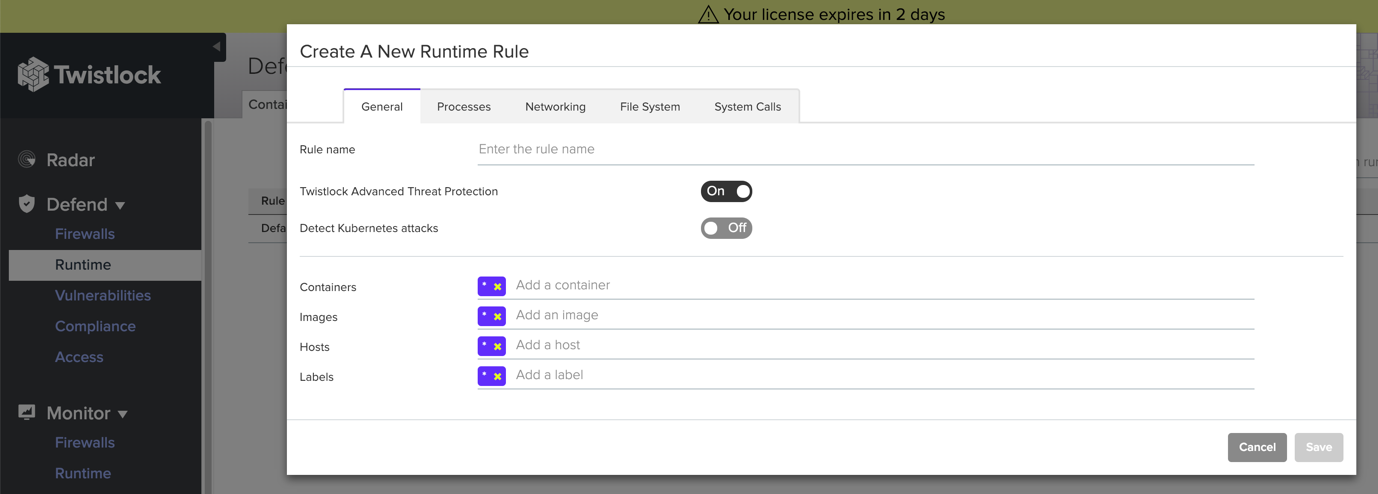 Your license expires in 2 days
Twistlock
Radar
Defend
Firewalls
Runtime
Vulnerabilities
Compliance
Access
Monitor
Firewalls
Runtime
Create A New Runtime Rule
General Processes Networking File System System Calls
Rule name Enter the rule name
Twistlock Advanced Threat Protection On
Detect Kubernetes attacks Off
Containers * Add a container
Images * Add an image
Hosts * Add a host
Labels * Add a label
Cancel Save
Rule